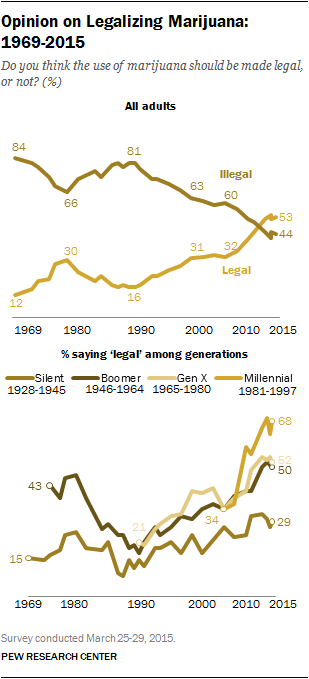 Opinion on Legalizing Marijuana:
1969-2015
Do you think the use of marijuana should be made legal,
or not? (%)
All adults
84
81
Illegal
66
63
60
53
44
30
31
32
Legal
12
16
1969 1980 1990 2000 2010 2015
% saying ‘legal’ among generations
Silent Boomer Gen X Millennial
1928-1945 1946-1964 1965-1980 1981-1997
68
52
50
43
21
34
29
15
1969 1980 1990 2000 2010 2015
Survey conducted March 25-29, 2015.
PEW RESEARCH CENTER